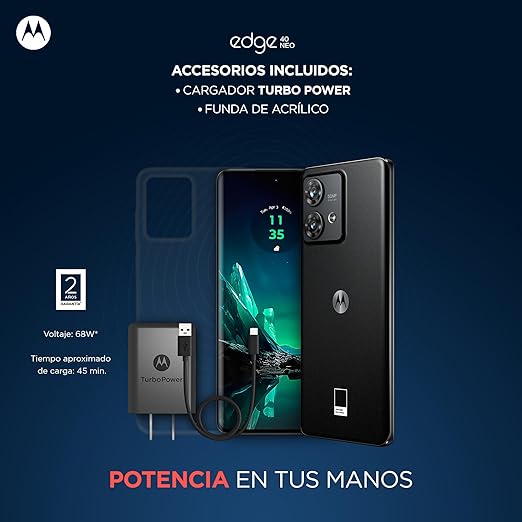 edge 40 NEO
ACCESORIOS INCLUIDOS:
• CARGADOR TURBO POWER
• FUNDA DE ACRÍLICO
11
35
2
AÑOS
GARANTÍA
Voltaje: 68W*
Tiempo aproximado
de carga: 45 min.
TurboPower
POTENCIA EN TUS MANOS